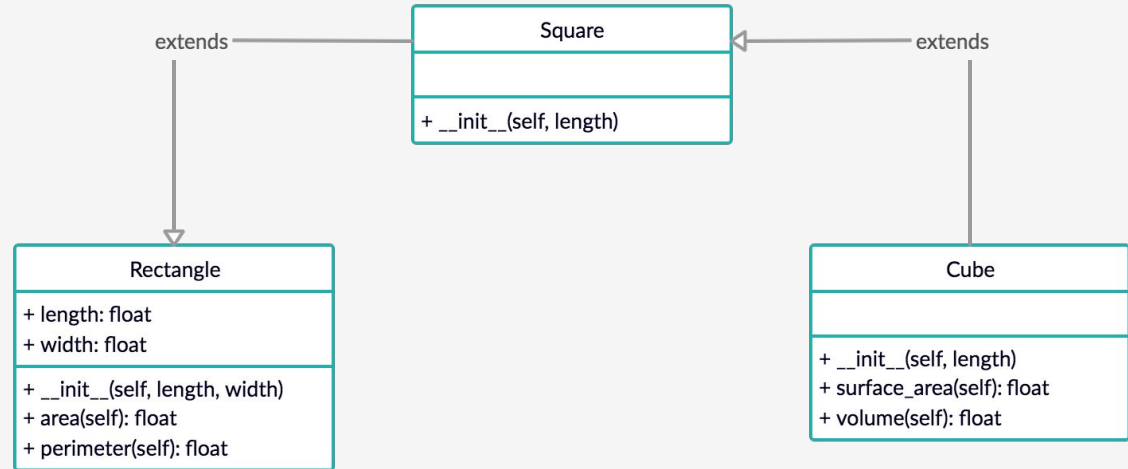 Square
+ __init__(self, length)
extends
extends
Rectangle
+ length: float
+ width: float
+ __init__(self, length, width)
+ area(self): float
+ perimeter(self): float
Cube
+ __init__(self, length)
+ surface_area(self): float
+ volume(self): float